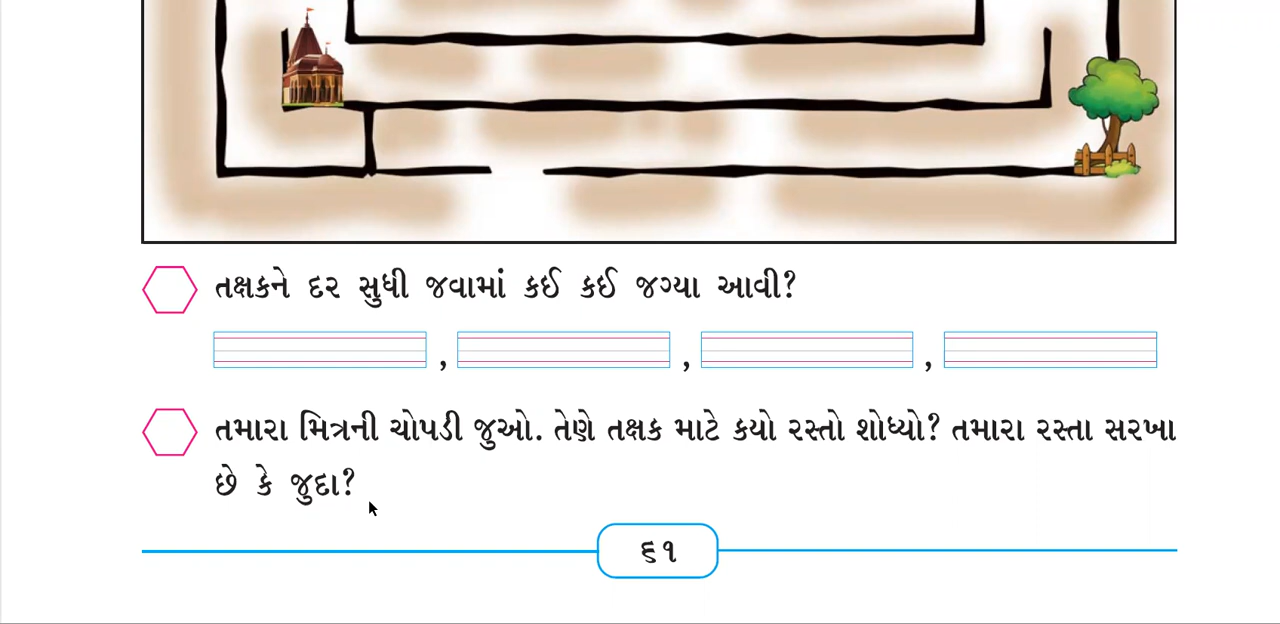 તક્ષકને દર સુધી જવામાં કઈ કઈ જગ્યા આવી?
, , ,
તમારા મિત્રની ચોપડી જુઓ. તેણે તક્ષક માટે કયો રસ્તો શોધ્યો? તમારા રસ્તા સરખા
છે કે જુદા?
૬૧